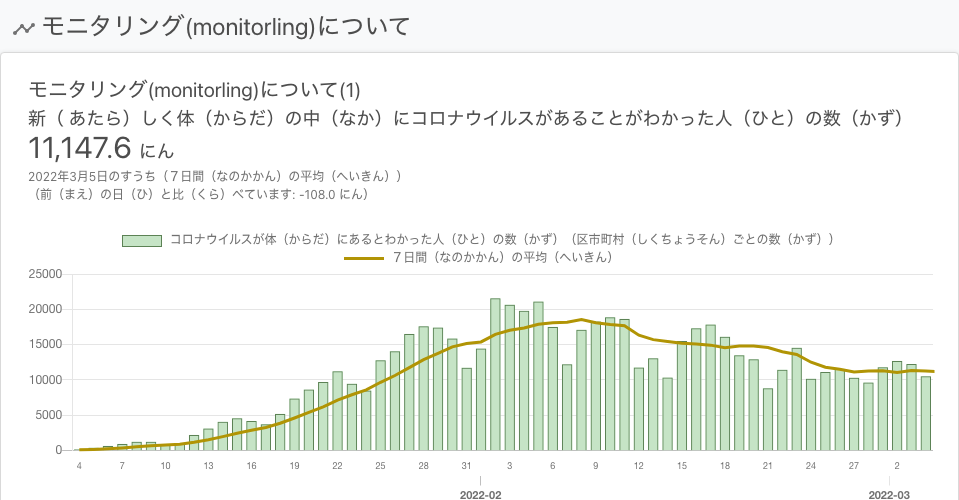 モニタリング(monitorling)について
モニタリング(monitorling)について(1)
新（ あたら）しく体（からだ）の中（なか）にコロナウイルスがあることがわかった人（ひと）の数（かず）
11,147.6 にん
2022年3月5日のすうち（７日間（なのかかん）の平均（へいきん））
（前（まえ）の日（ひ）と比（くら）べています: -108.0 にん）
コロナウイルスが体（からだ）にあるとわかった人（ひと）の数（かず）（区市町村（しくちょうそん）ごとの数（かず））
７日間（なのかかん）の平均（へいきん）
25000
20000
15000
10000
5000
0
4 7 10 13 16 19 22 25 28 31 3 6 9 12 15 18 21 24 27 2
2022-02 2022-03